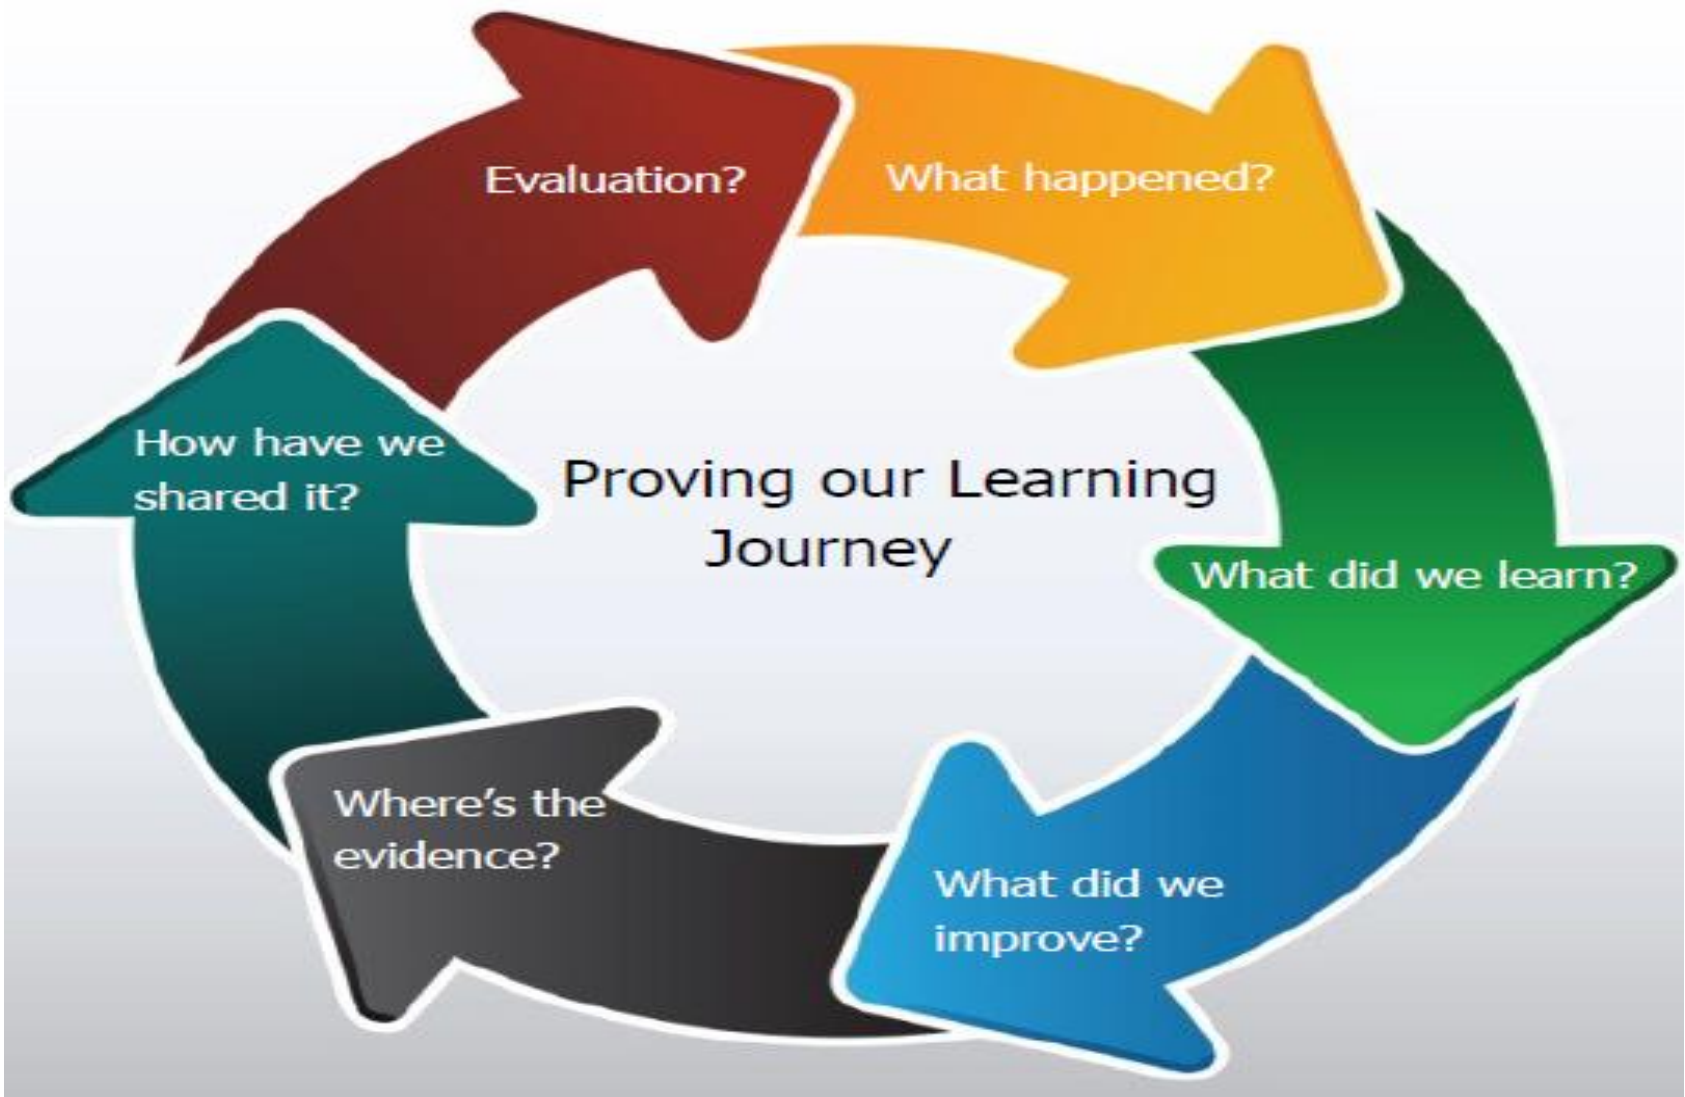 Evaluation?
What happened?
How have we
shared it?
Proving our Learning
Journey
What did we learn?
Where’s the
evidence?
What did we
improve?